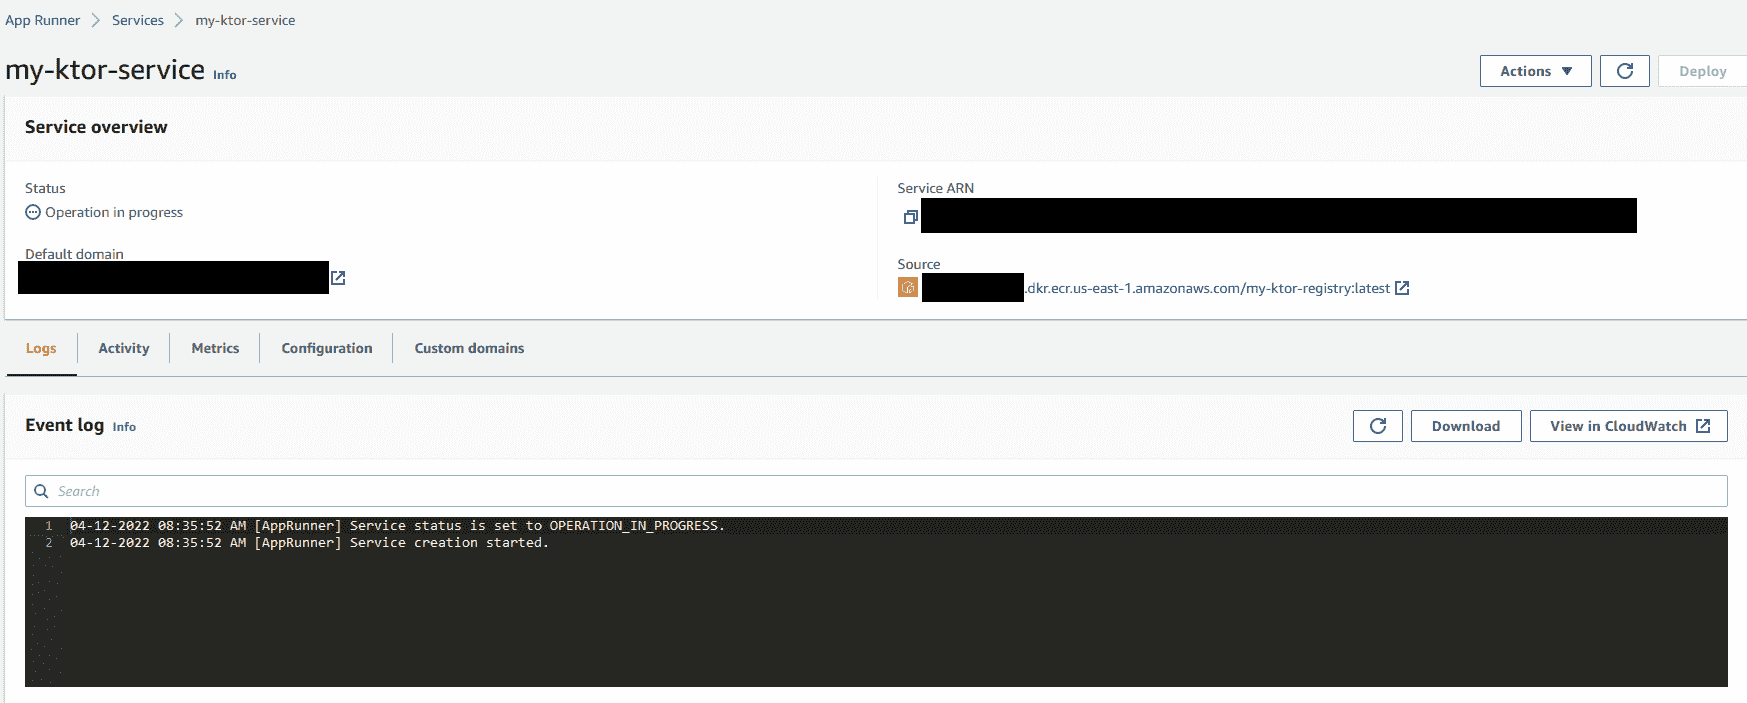 App Runner > Services > my-ktor-service
my-ktor-service Info
Actions ▼ Deploy
Service overview
Status
Operation in progress
Default domain
Service ARN
Source
.dkr.ecr.us-east-1.amazonaws.com/my-ktor-registry:latest
Logs Activity Metrics Configuration Custom domains
Event log Info
Download View in CloudWatch
Search
1 04-12-2022 08:35:52 AM [AppRunner] Service status is set to OPERATION_IN_PROGRESS.
2 04-12-2022 08:35:52 AM [AppRunner] Service creation started.